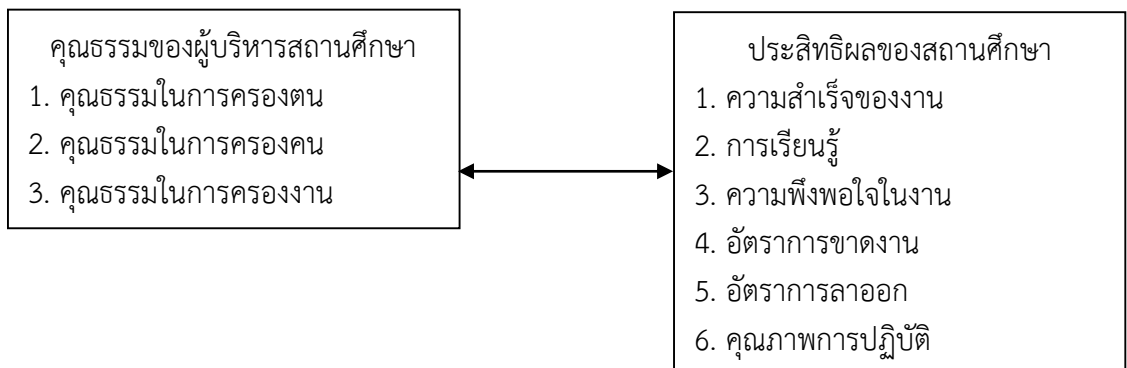 คุณธรรมของผู้บริหารสถานศึกษา
1. คุณธรรมในการครองตน
2. คุณธรรมในการครองคน
3. คุณธรรมในการครองงาน
ประสิทธิผลของสถานศึกษา
1. ความสำเร็จของงาน
2. การเรียนรู้
3. ความพึงพอใจในงาน
4. อัตราการขาดงาน
5. อัตราการลาออก
6. คุณภาพการปฏิบัติ